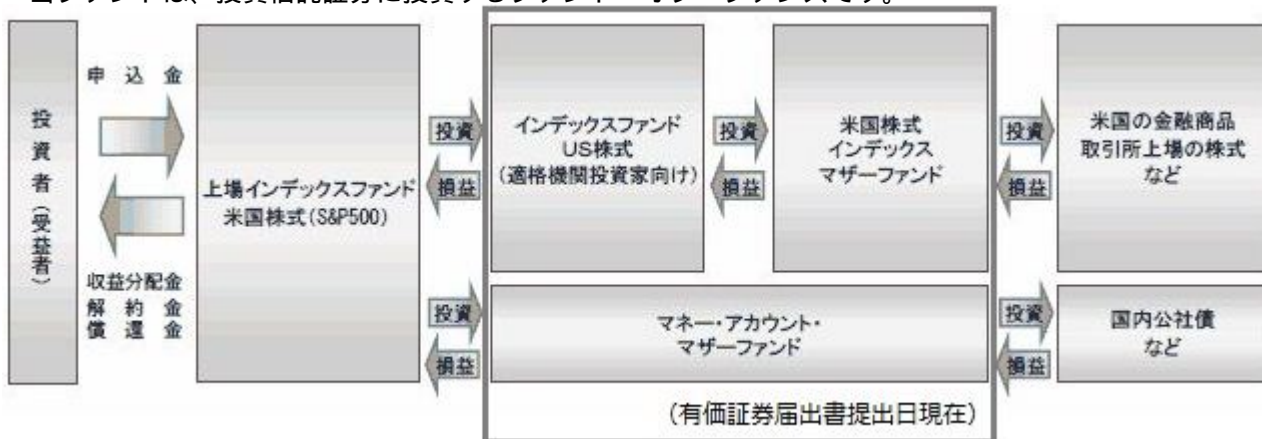 当ファンドは、投資信託証券に投資するファンド・オブ・ファンズです。
投資者(受益者)
申込金
収益分配金
解約金
償還金
上場インデックスファンド
米国株式(S&P500)
投資
損益
インデックスファンド
US株式
(適格機関投資家向け)
投資
損益
米国株式
インデックス
マザーファンド
投資
損益
米国の金融商品
取引所上場の株式
など
投資
損益
マネー・アカウント・
マザーファンド
投資
損益
国内公社債
など
(有価証券届出書提出日現在)